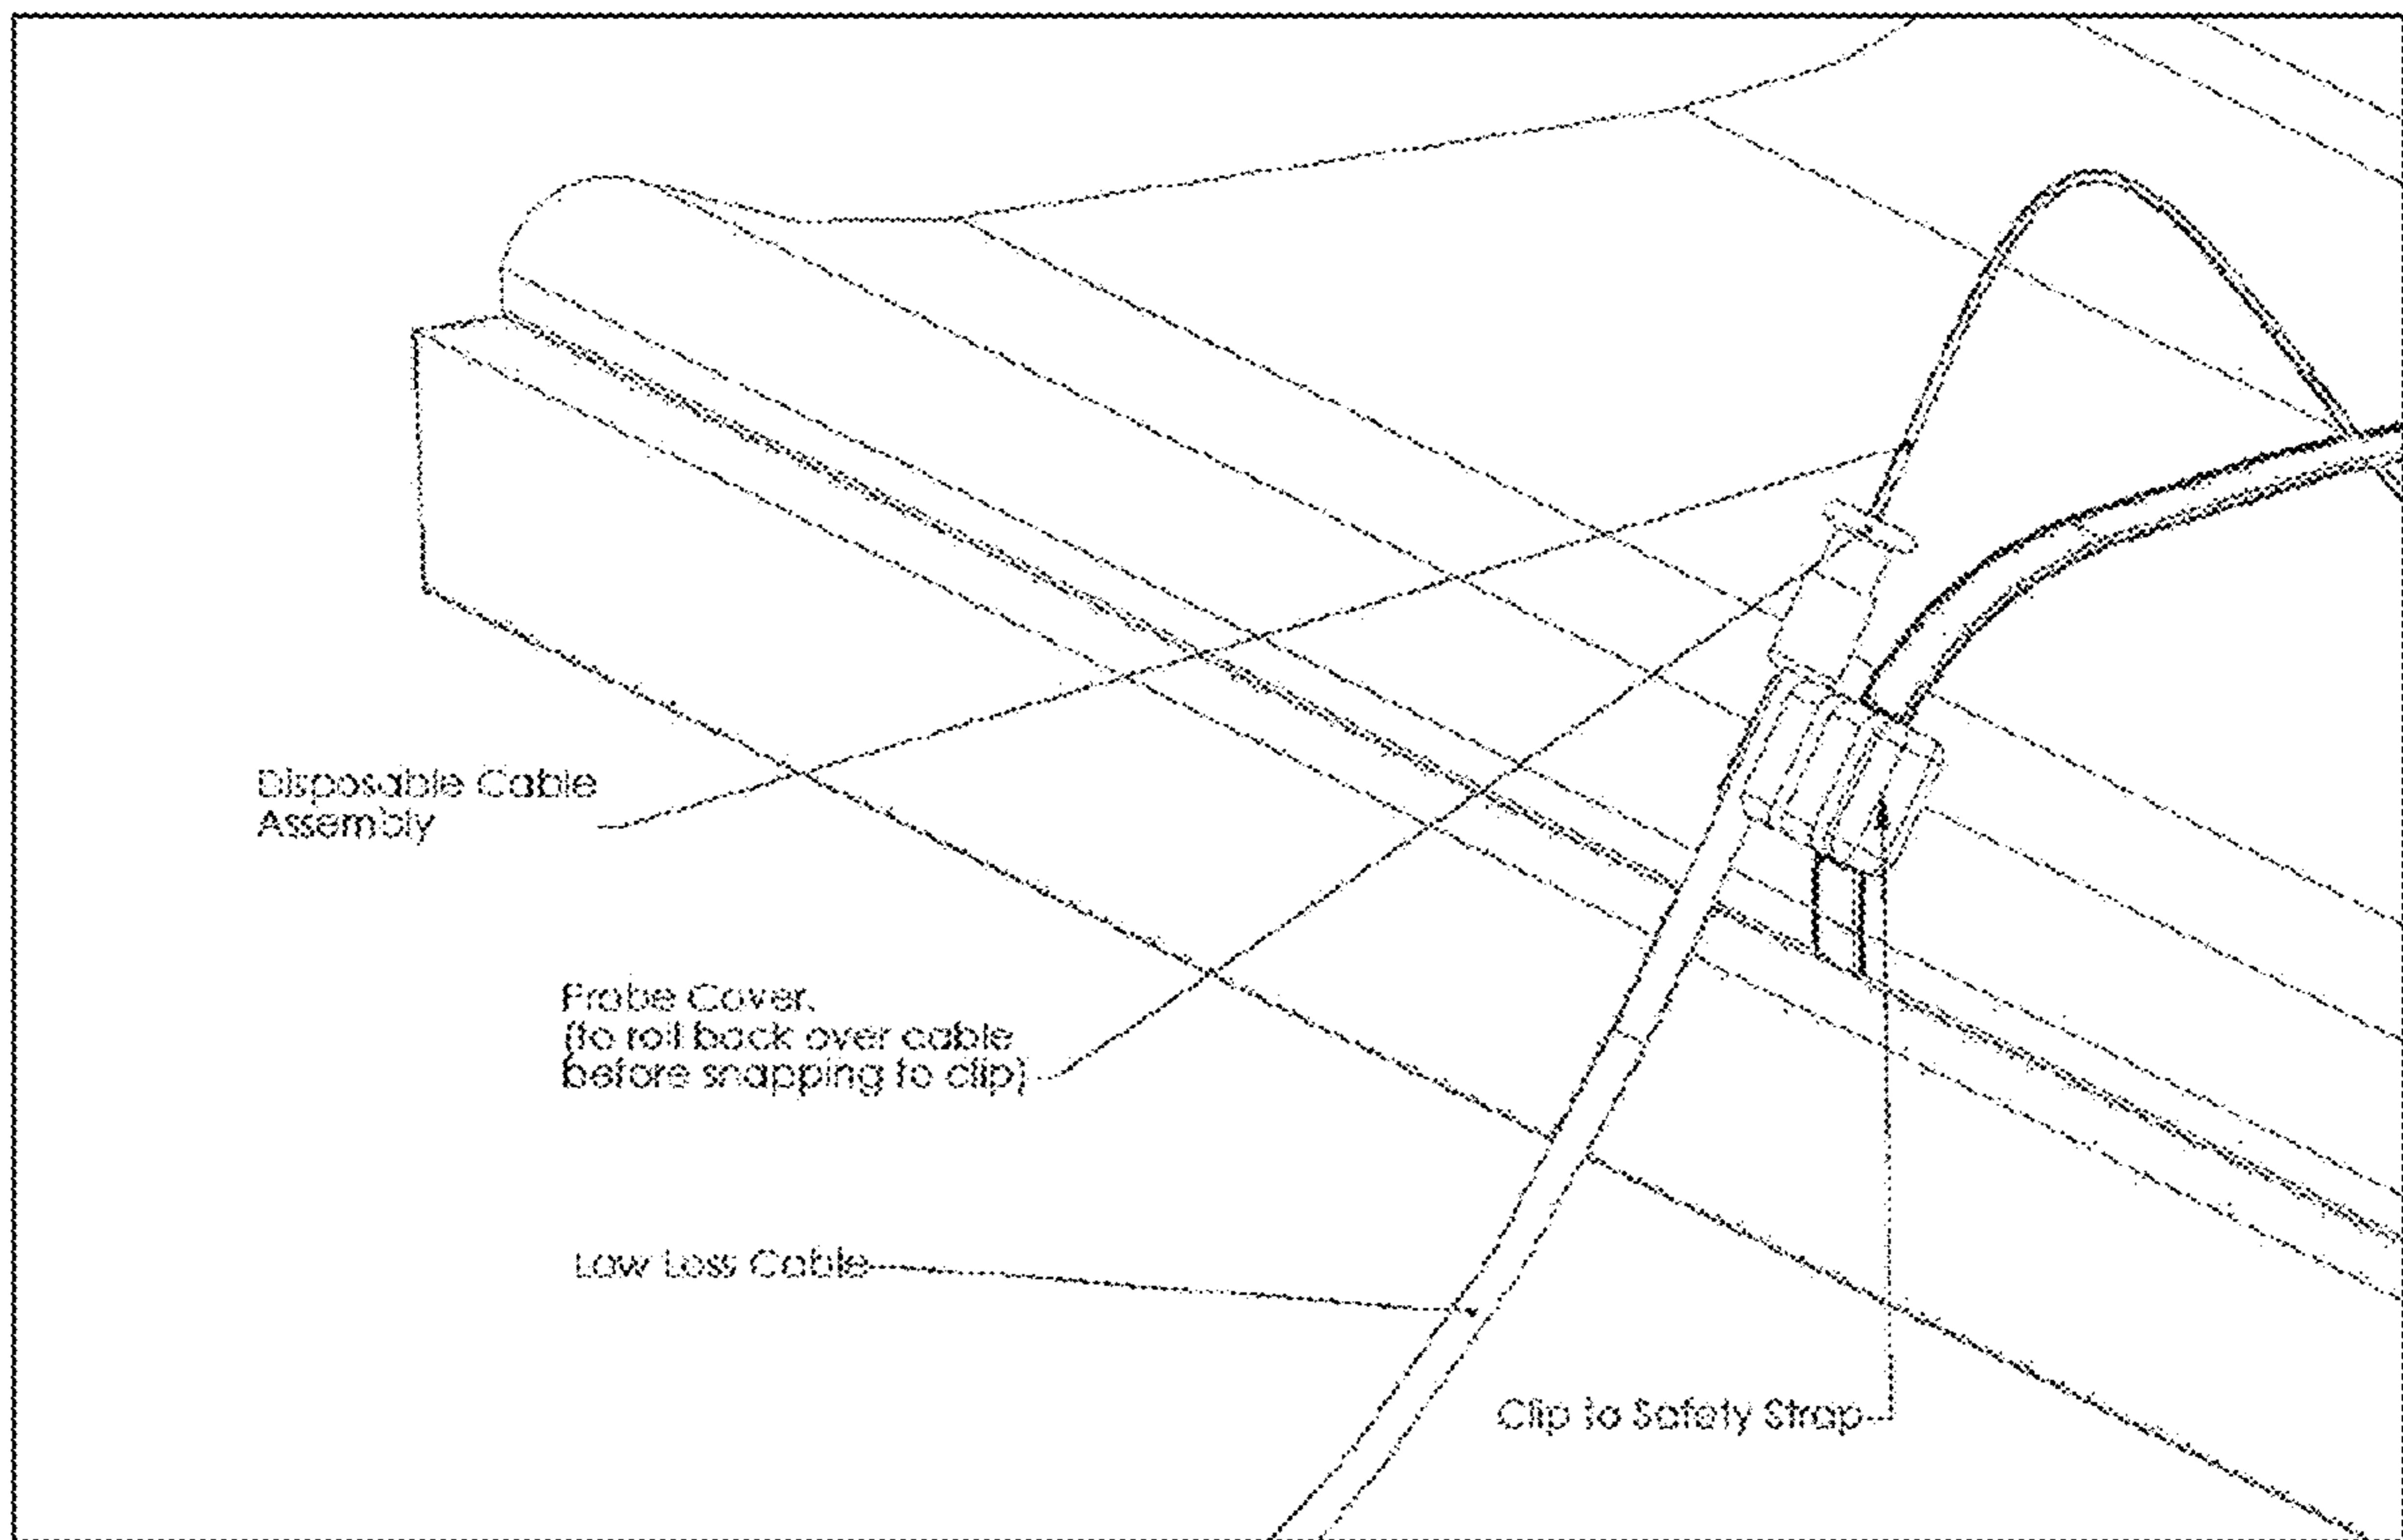 Disposable Cable
Assembly
Probe Cover.
(to roll back over cable
before snapping to clip)
Low Loss Cable
Clip to Safety Strap